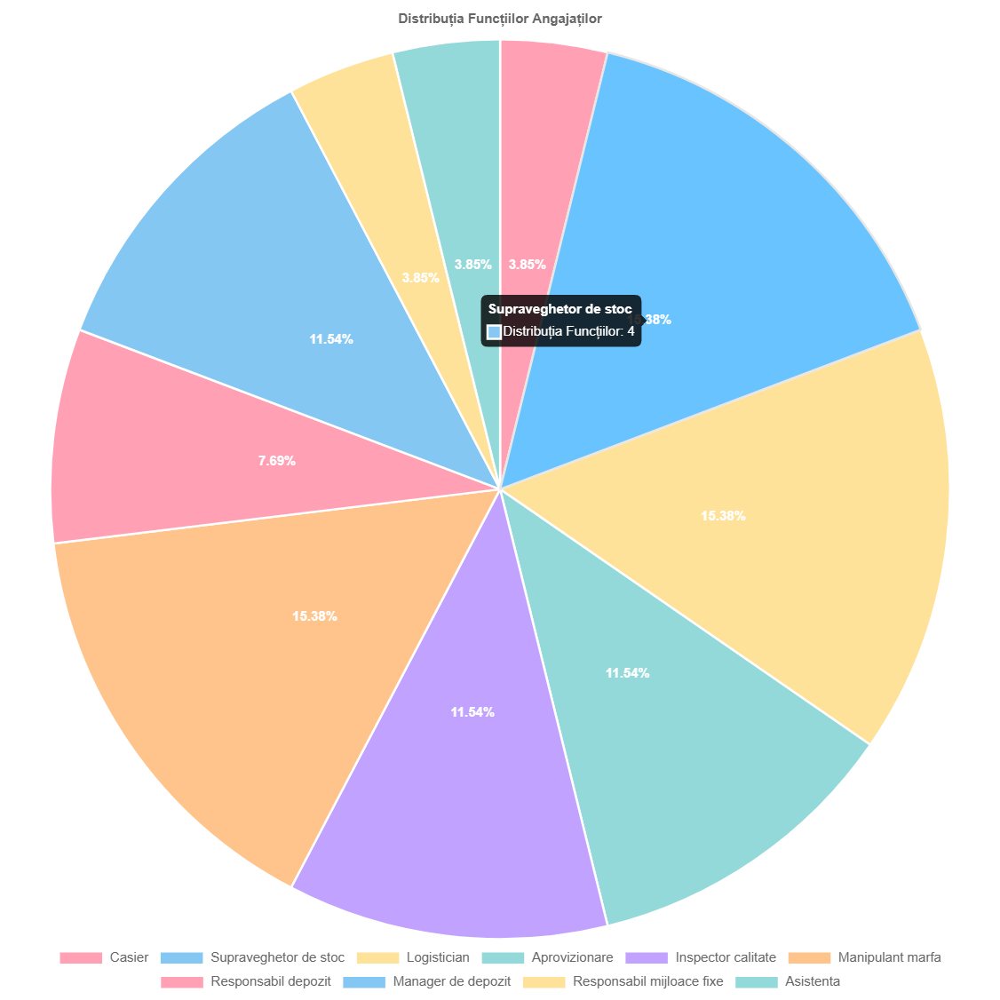 Distribuția Funcțiilor Angajaților
3.85%
3.85%
3.85%
Supraveghetor de stoc
15.38%
Distribuția Funcțiilor: 4
11.54%
7.69%
15.38%
15.38%
11.54%
11.54%
Casier Supraveghetor de stoc Logistician Aprovizionare Inspector calitate Manipulant marfa
Responsabil depozit Manager de depozit Responsabil mijloace fixe Asistenta